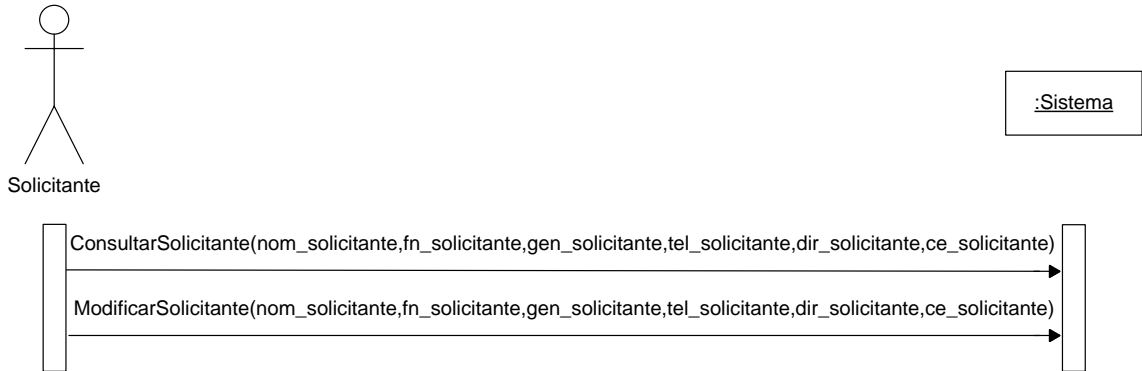 :Sistema
Solicitante
ConsultarSolicitante(nom_solicitante,fn_solicitante,gen_solicitante,tel_solicitante,dir_solicitante,ce_solicitante)
ModificarSolicitante(nom_solicitante,fn_solicitante,gen_solicitante,tel_solicitante,dir_solicitante,ce_solicitante)